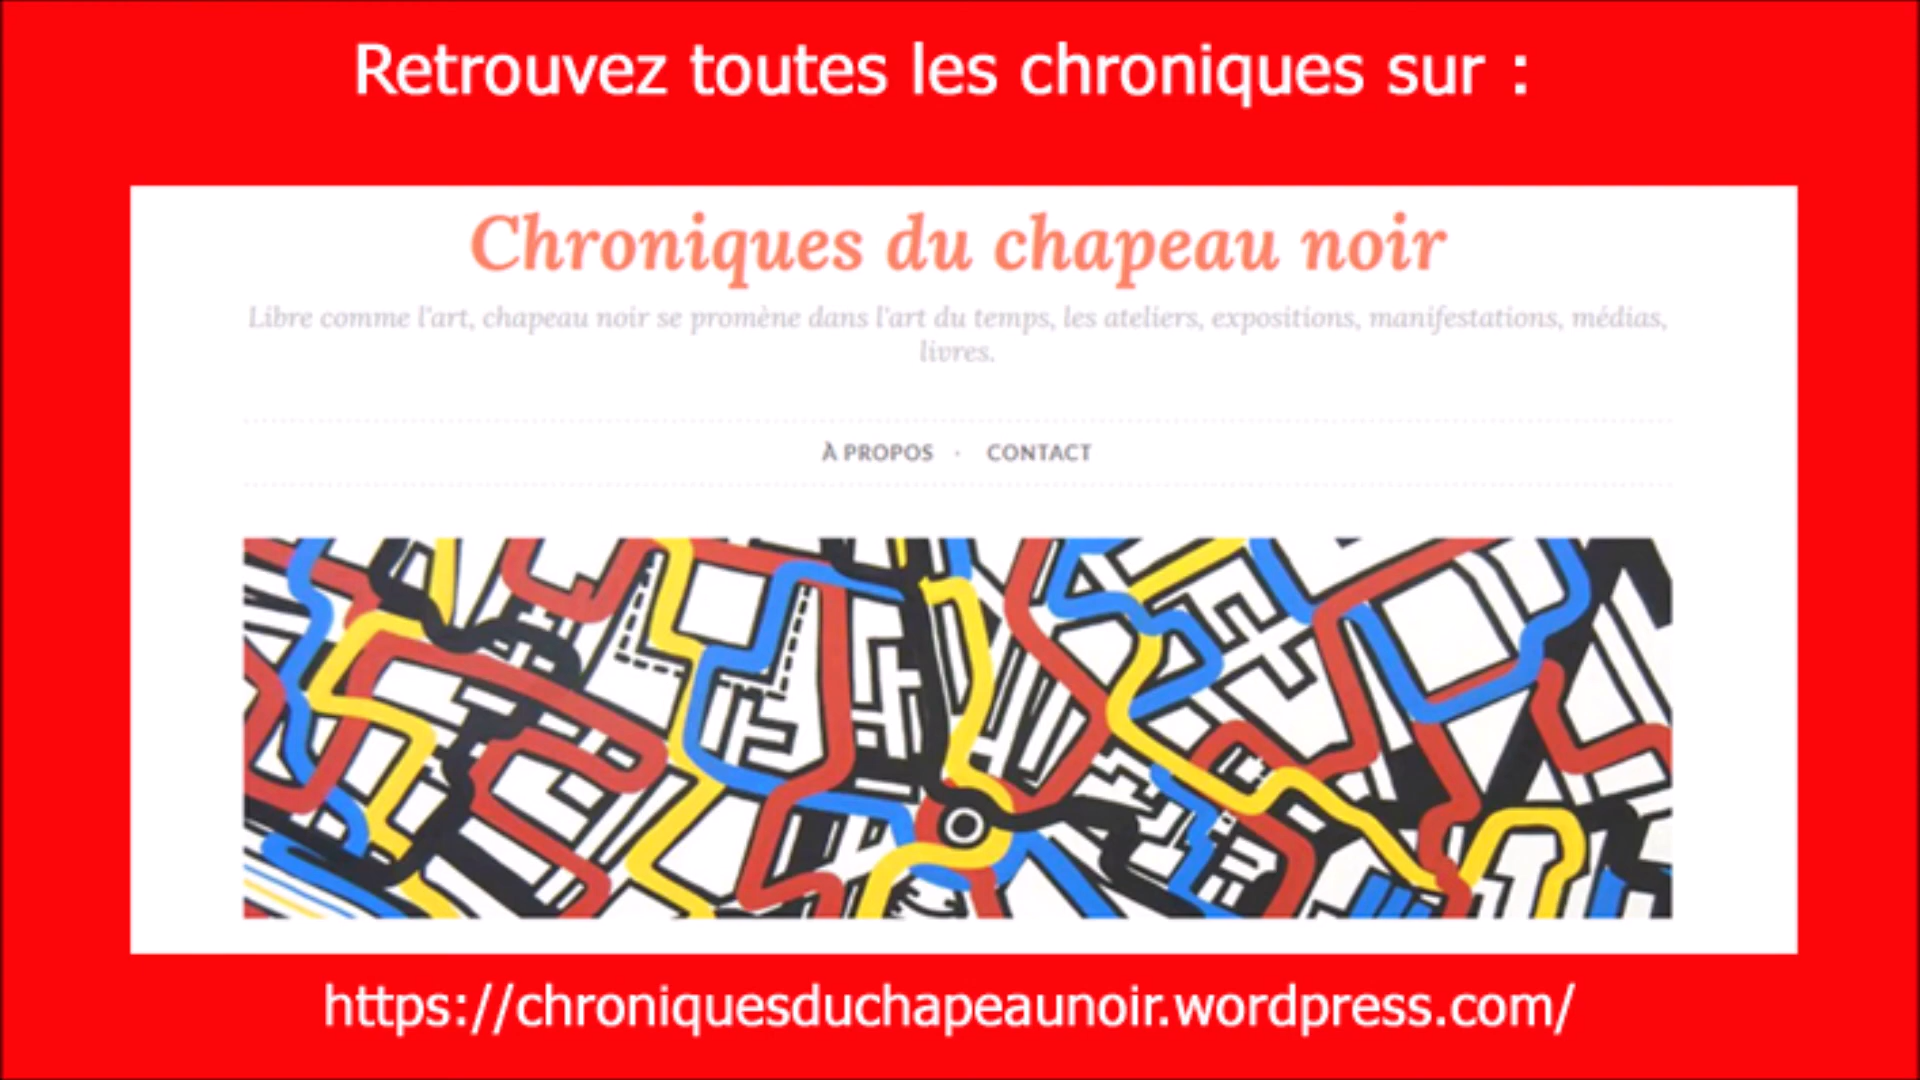 Retrouvez toutes les chroniques sur :
Chroniques du chapeau noir
Libre comme l'art, chapeau noir se promène dans l'art du temps, les ateliers, expositions, manifestations, médias,
livres.
À PROPOS · CONTACT
https://chroniquesduchapeaunoir.wordpress.com/